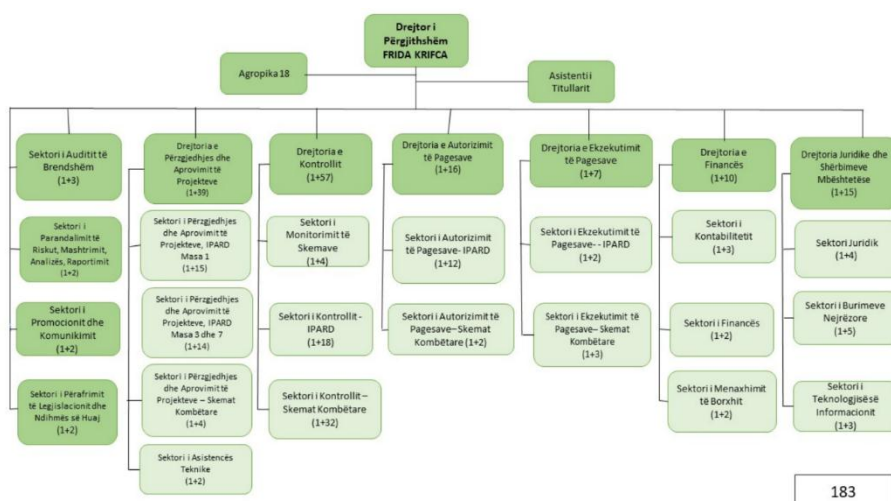 Drejtor i
Përgjithshëm
FRIDA KRIFCA
Agropika 18
Asistenti i
Titullarit
Sektori i Auditit të
Brendshëm
(1+3)
Sektori i
Parandalimit të
Riskut, Mashtrimit,
Analizës, Raportimit
(1+2)
Sektori i
Promocionit dhe
Komunikimit
(1+2)
Sektori i Përafrimit
të Legjislacionit dhe
Ndihmës së Huaj
(1+2)
Drejtoria e
Përzgjedhjes dhe
Aprovimit të
Projekteve
(1+39)
Sektori i Përzgjedhjes
dhe Aprovimit të
Projekteve, IPARD
Masa 1
(1+15)
Sektori i Përzgjedhjes
dhe Aprovimit të
Projekteve, IPARD
Masa 3 dhe 7
(1+14)
Sektori i Përzgjedhjes
dhe Aprovimit të
Projekteve – Skemat
Kombëtare
(1+4)
Sektori i Asistencës
Teknike
(1+2)
Drejtoria e
Kontrollit
(1+57)
Sektori i
Monitorimit të
Skemave
(1+4)
Sektori i Kontrollit -
IPARD
(1+18)
Sektori i Kontrollit –
Skemat Kombëtare
(1+32)
Drejtoria e Autorizimit
të Pagesave
(1+16)
Sektori i Autorizimit
të Pagesave- IPARD
(1+12)
Sektori i Autorizimit të
Pagesave– Skemat
Kombëtare (1+2)
Drejtoria e Ekzekutimit
të Pagesave
(1+7)
Sektori i Ekzekutimit
të Pagesave- - IPARD
(1+2)
Sektori i Ekzekutimit të
Pagesave– Skemat
Kombëtare
(1+3)
Drejtoria e
Financës
(1+10)
Sektori i
Kontabilitetit
(1+3)
Sektori i Financës
(1+2)
Sektori i Menaxhimit
të Borxhit
(1+2)
Drejtoria Juridike dhe
Shërbimeve
Mbështetëse
(1+15)
Sektori Juridik
(1+4)
Sektori i Burimeve
Nejrëzore
(1+5)
Sektori i
Teknologjisë së
Informacionit
(1+3)
183